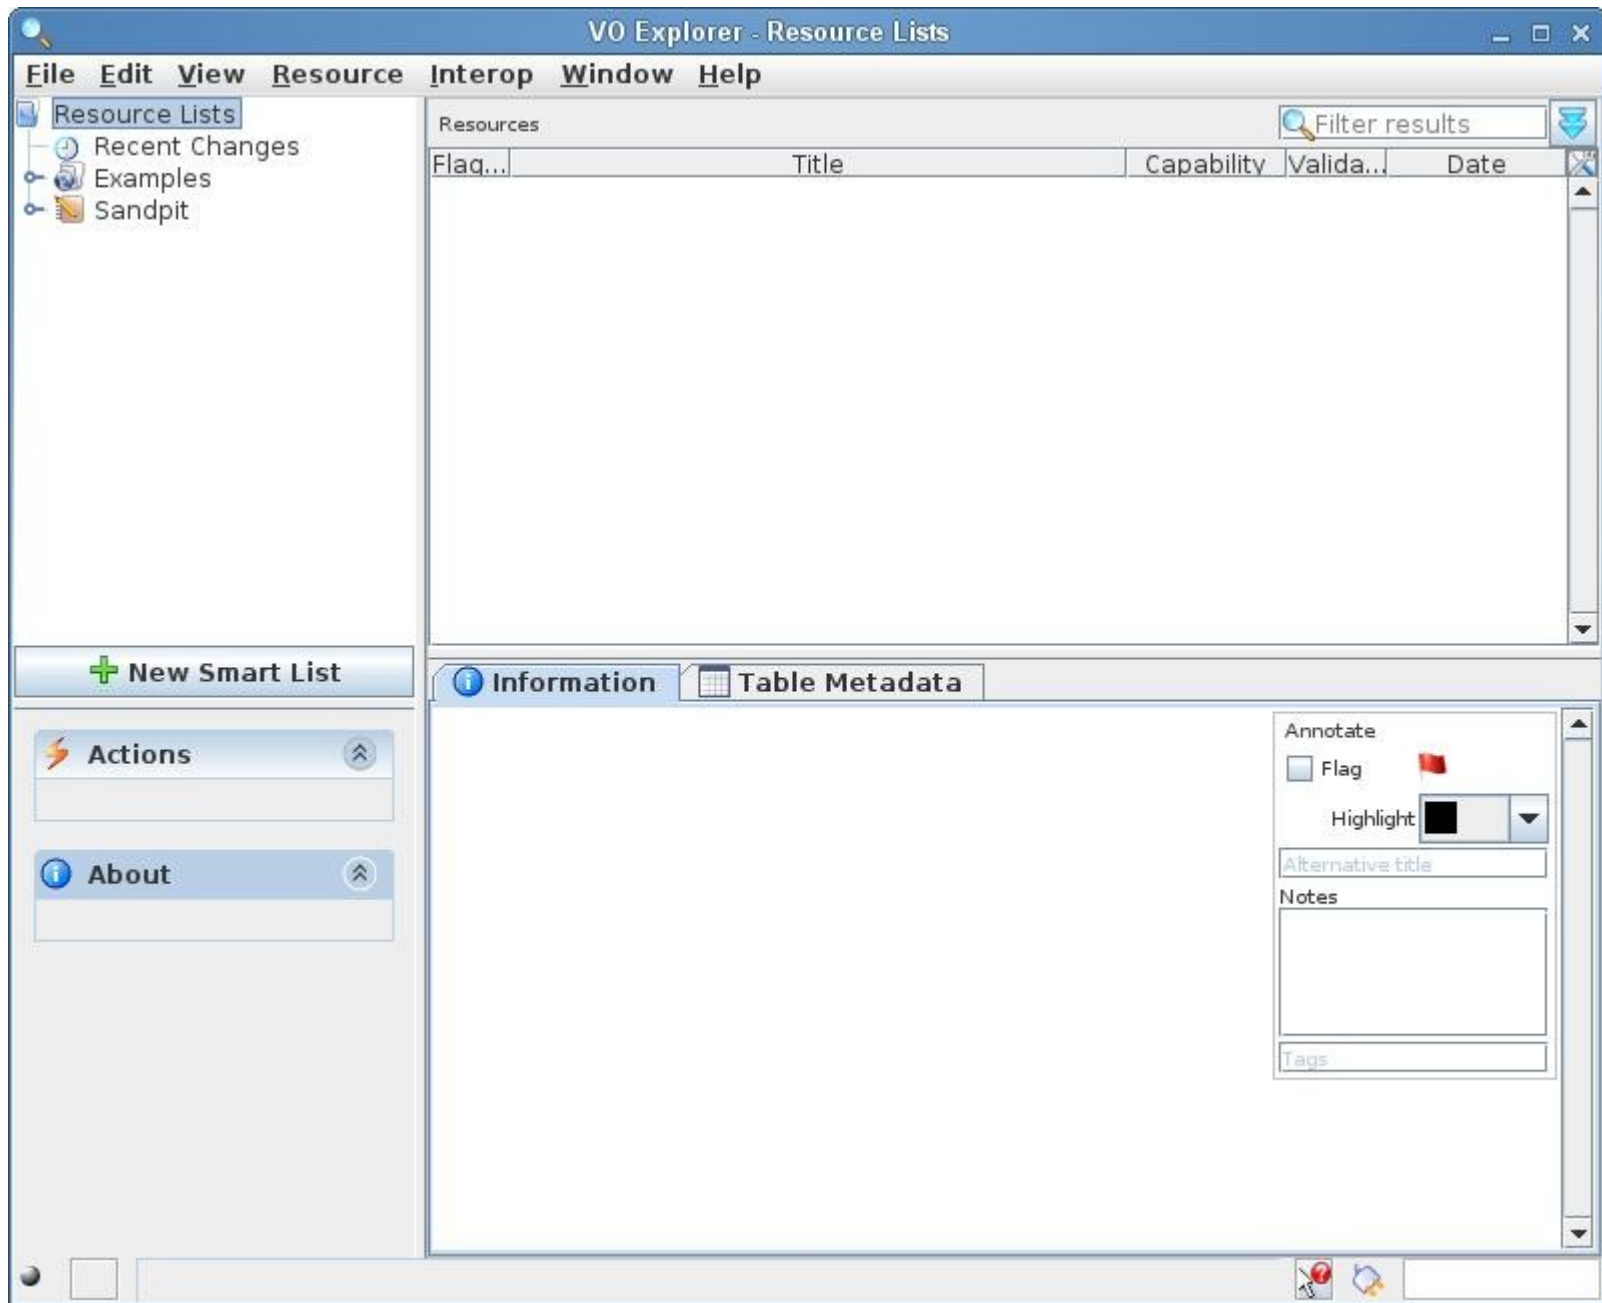 VO Explorer - Resource Lists
File Edit View Resource Interop Window Help
Resource Lists
Recent Changes
Examples
Sandpit
New Smart List
Actions
About
Resources
Filter results
Flag... Title Capability Valida... Date
Information Table Metadata
Annotate
Flag
Highlight
Alternative title
Notes
Tags